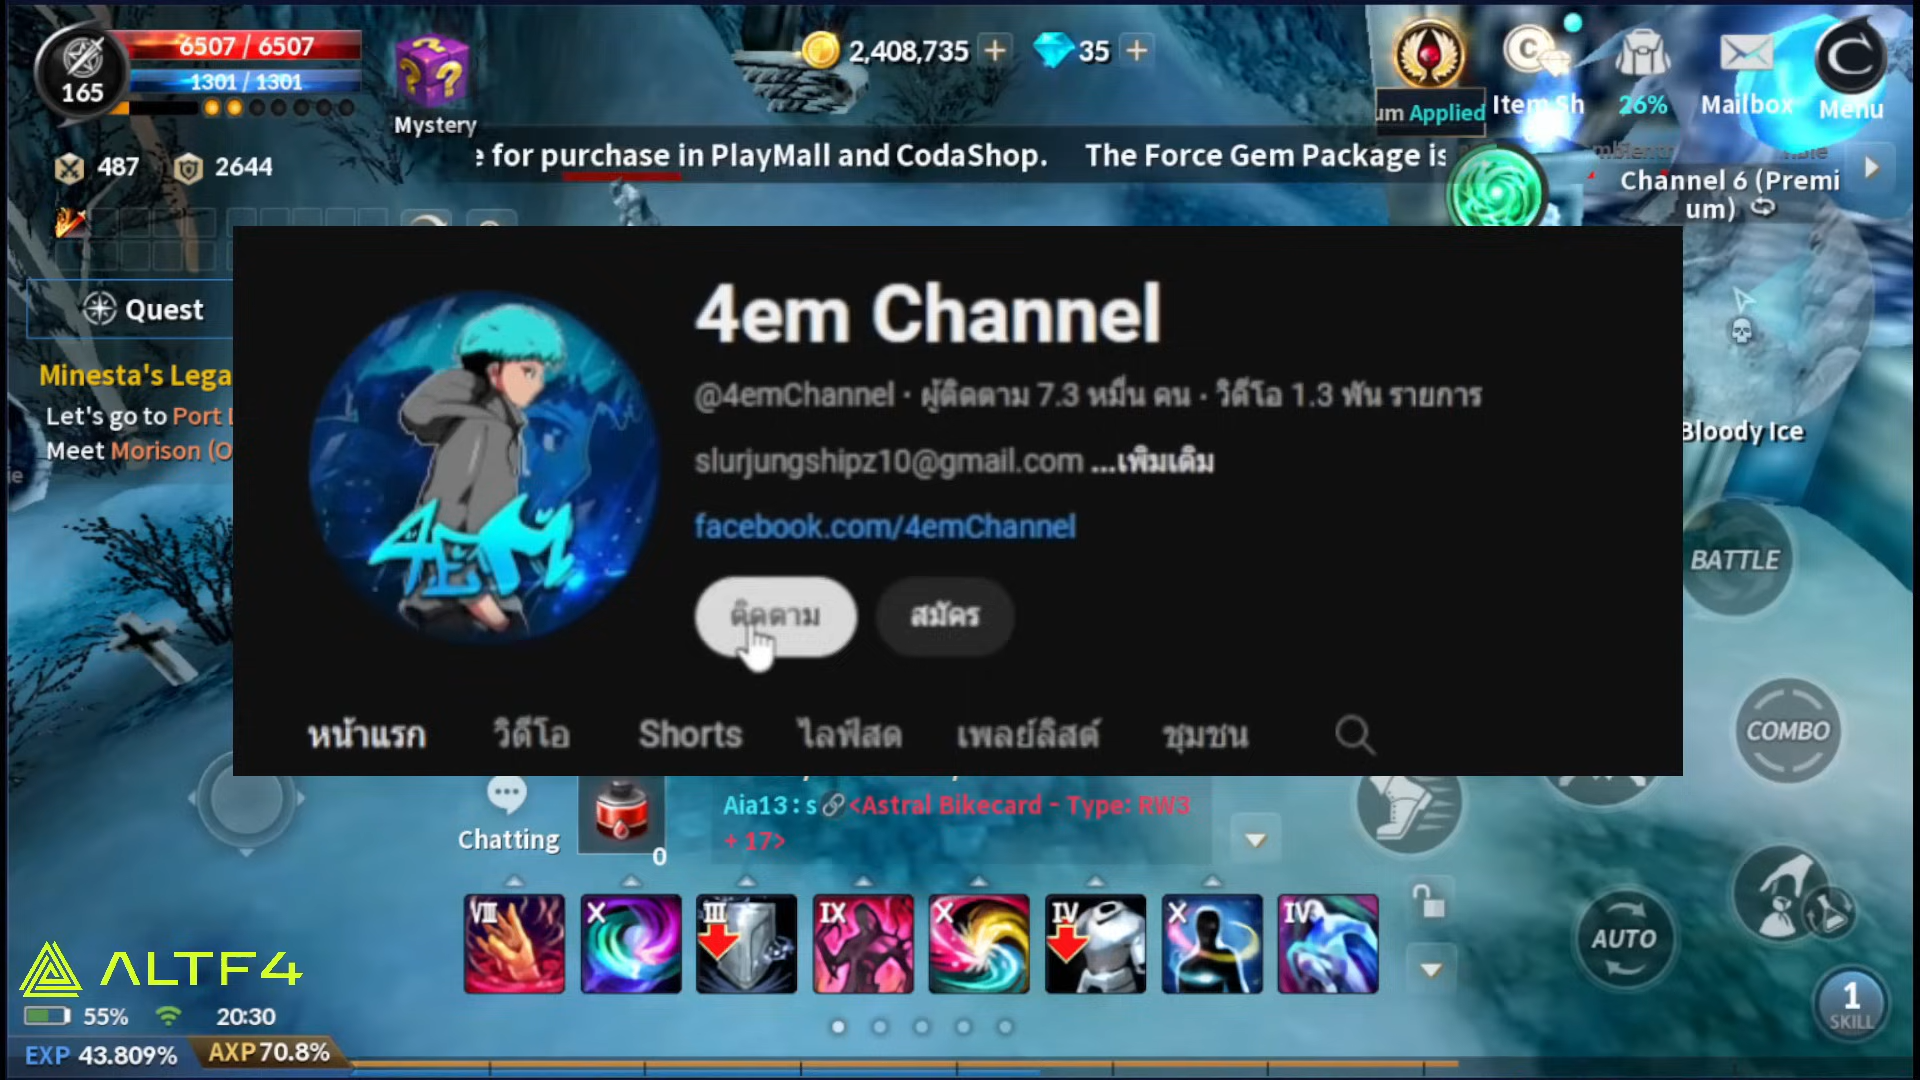 6507 / 6507
1301 / 1301
165
Mystery
2,408,735
35
um Applied
Item Sh
26%
Mailbox
Menu
487
2644
e for purchase in PlayMall and CodaShop. The Force Gem Package is
Channel 6 (Premi
um)
Quest
Minesta's Lega
Let's go to Port
Meet Morison (O
4em Channel
@4emChannel · ผู้ติดตาม 7.3 หมื่น คน · วิดีโอ 1.3 พัน รายการ
slurjungshipz10@gmail.com ...เพิ่มเติม
facebook.com/4emChannel
ติดตาม
สมัคร
4EM
หน้าแรก
วิดีโอ
Shorts
ไลฟ์สด
เพลย์ลิสต์
ชุมชน
Bloody Ice
BATTLE
COMBO
Chatting
0
Aia13 : s <Astral Bikecard - Type: RW3
+ 17>
VIII
X
III
IX
X
IV
X
IV
AUTO
1
SKILL
ALTF4
55%
20:30
EXP 43.809%
AXP 70.8%